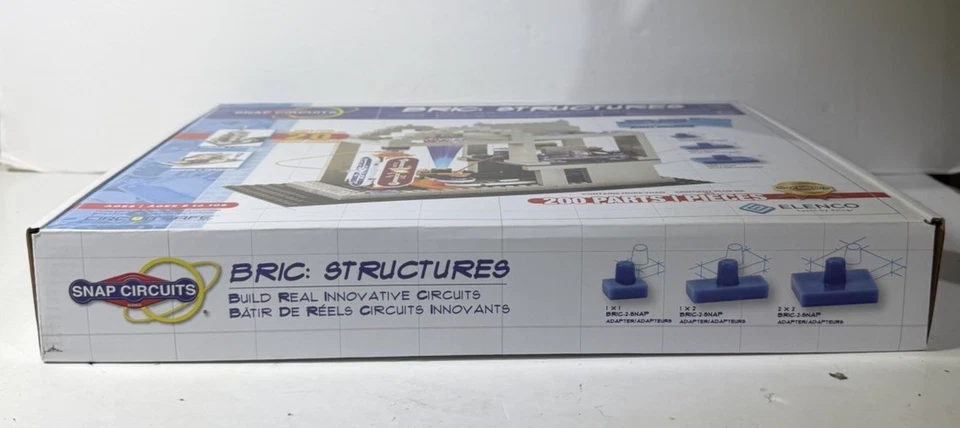 SNAP CIRCUITS
BRIC: STRUCTURES
20
200 PARTS | PIÈCES
ELENCO
SNAP CIRCUITS
BRIC: STRUCTURES
BUILD REAL INNOVATIVE CIRCUITS
BÂTIR DE RÉELS CIRCUITS INNOVANTS
1 X 1
BRIC-2-SNAP
ADAPTER/ADAPTEURS
1 X 2
BRIC-2-SNAP
ADAPTER/ADAPTEURS
2 X 2
BRIC-2-SNAP
ADAPTER/ADAPTEURS